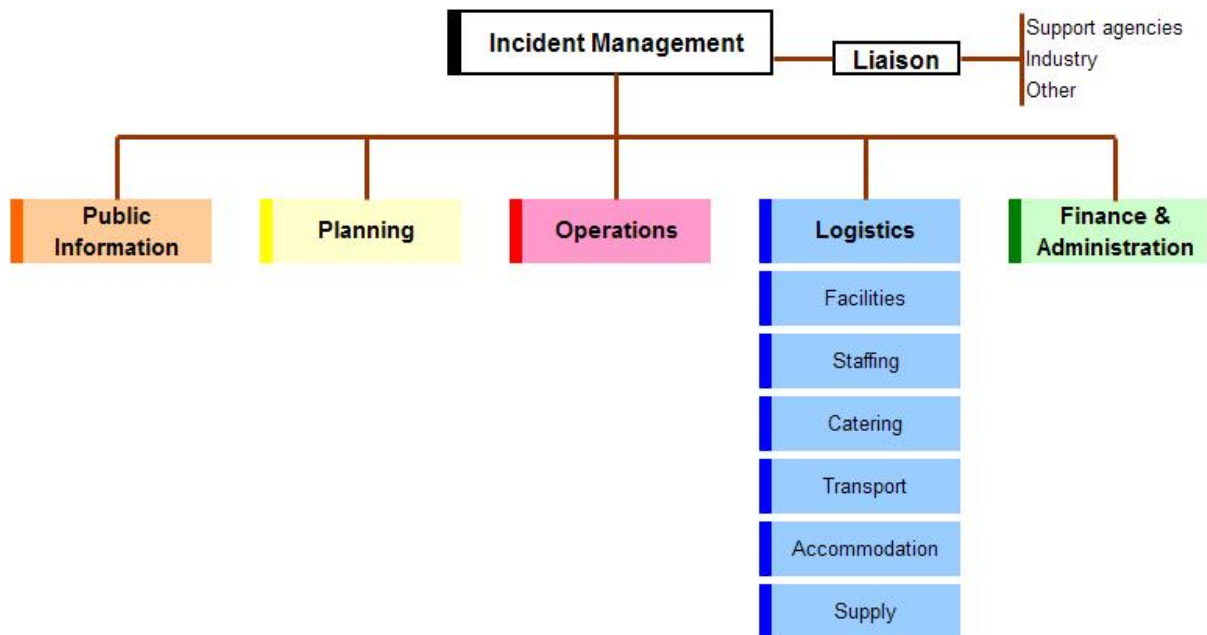 Incident Management
Liaison
Support agencies
Industry
Other
Public
Information
Planning
Operations
Logistics
Finance &
Administration
Facilities
Staffing
Catering
Transport
Accommodation
Supply